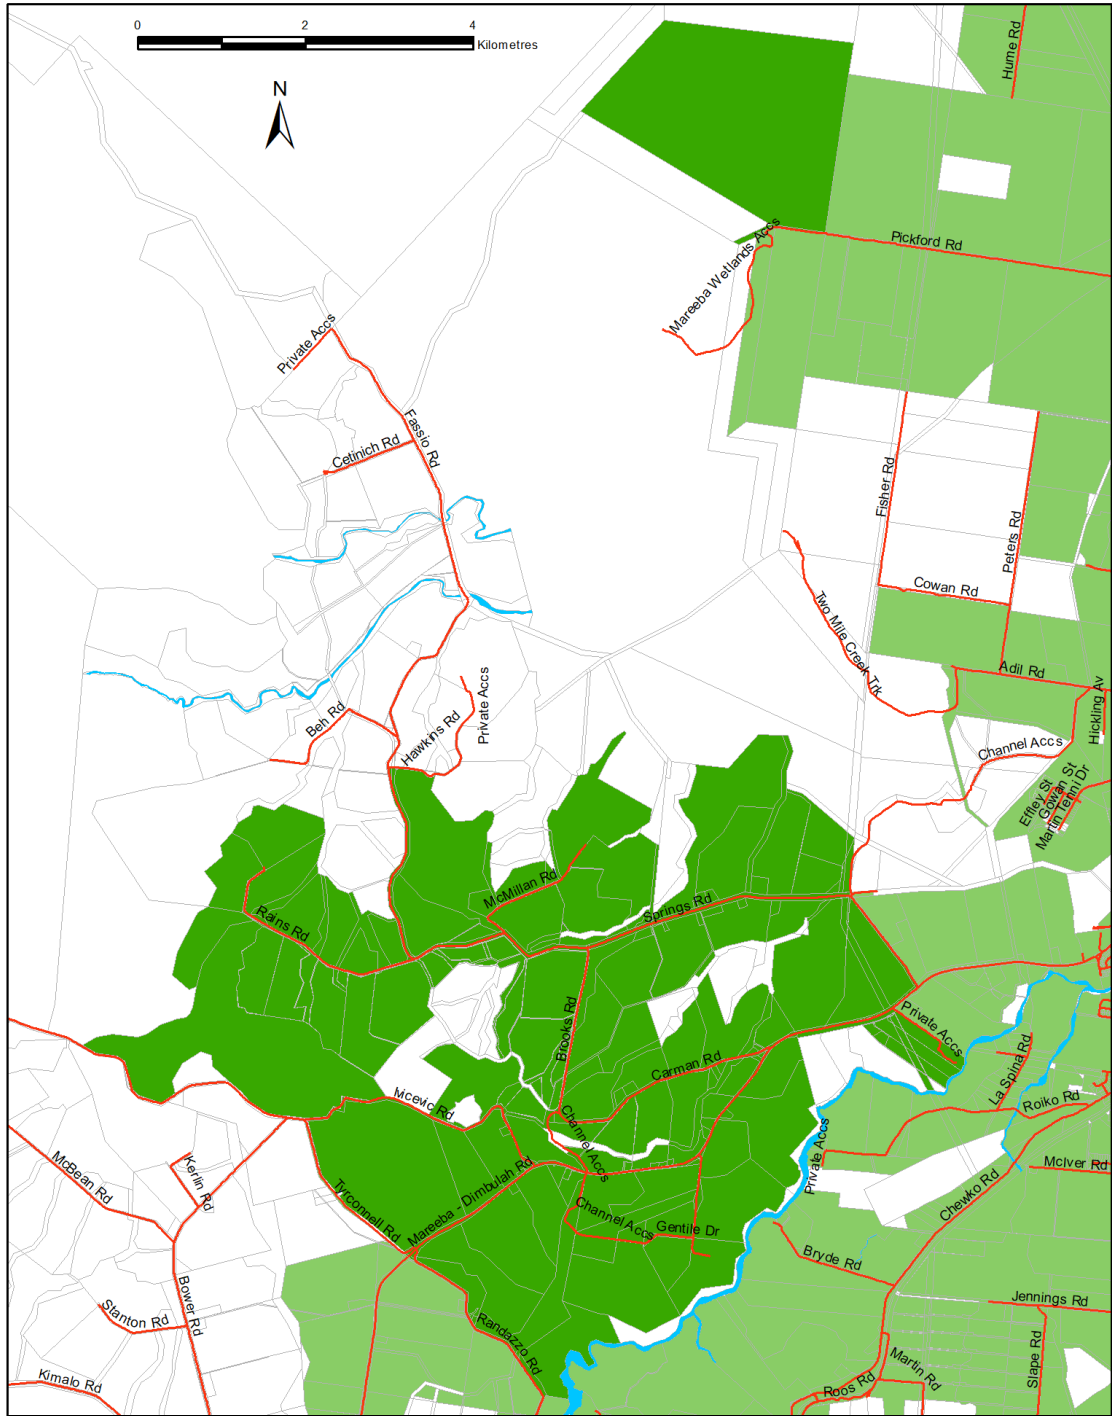 0
2
4
Kilometres
N
Hume Rd
Pickford Rd
Mareeba Wetlands Accs
Private Accs
Fassio Rd
Cetinich Rd
Fisher Rd
Peters Rd
Cowan Rd
Two Mile Creek Trk
Adil Rd
Hickling Av
Private Accs
Beh Rd
Hawkins Rd
Channel Accs
Effley St
Gowan St
Martin Tenni Dr
McMillan Rd
Springs Rd
Rains Rd
Brooks Rd
Private Accs
Carman Rd
La Spina Rd
Roiko Rd
Ivicevic Rd
Channel Accs
Private Accs
McIver Rd
McBean Rd
Kerlin Rd
Chewko Rd
Tyrconnell Rd
Mareeba - Dimbulah Rd
Channel Accs
Gentile Dr
Bryde Rd
Bower Rd
Stanton Rd
Jennings Rd
Randazzo Rd
Slape Rd
Martin Rd
Roos Rd
Kimalo Rd